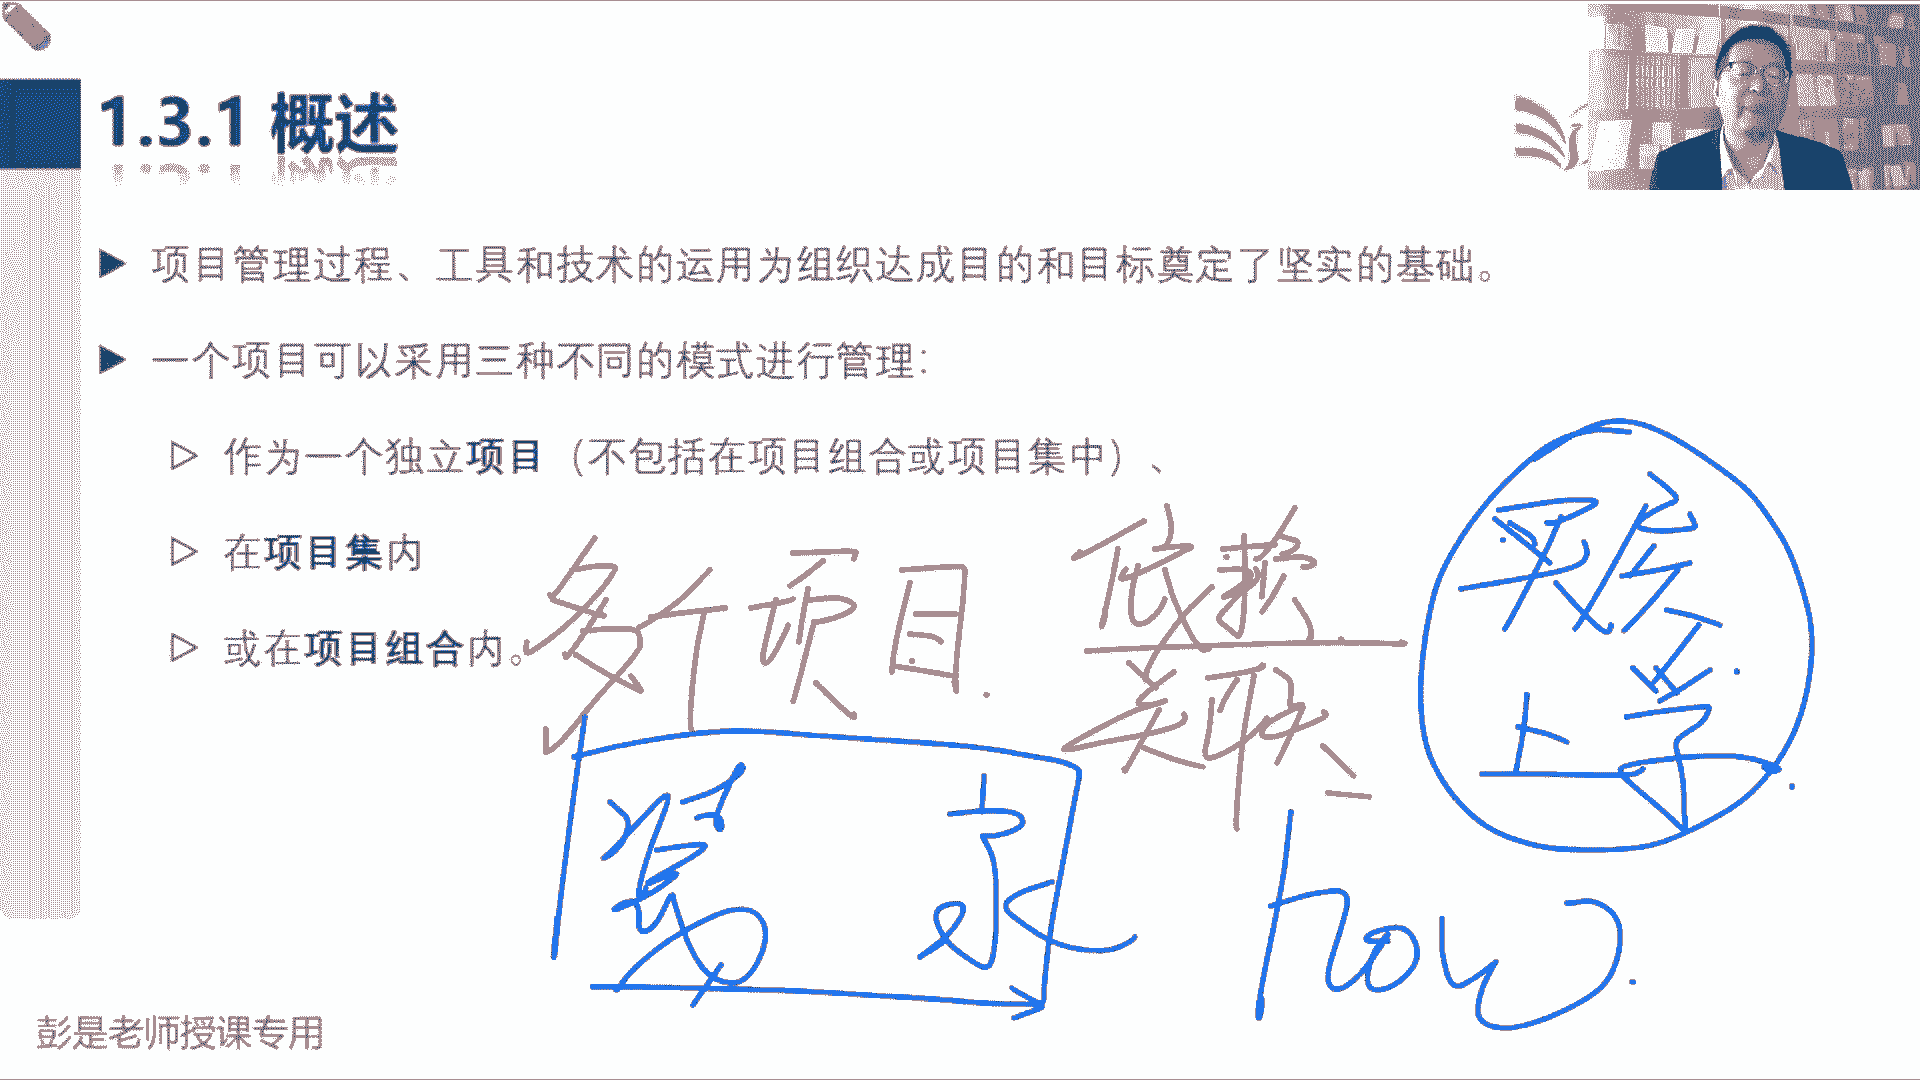 1.3.1 概述
项目管理过程、工具和技术的运用为组织达成目的和目标奠定了坚实的基础。
一个项目可以采用三种不同的模式进行管理：
作为一个独立项目（不包括在项目组合或项目集中）、
在项目集内
或在项目组合内。
多个项目.
依赖
关联
买房
上学
how.
彭是老师授课专用